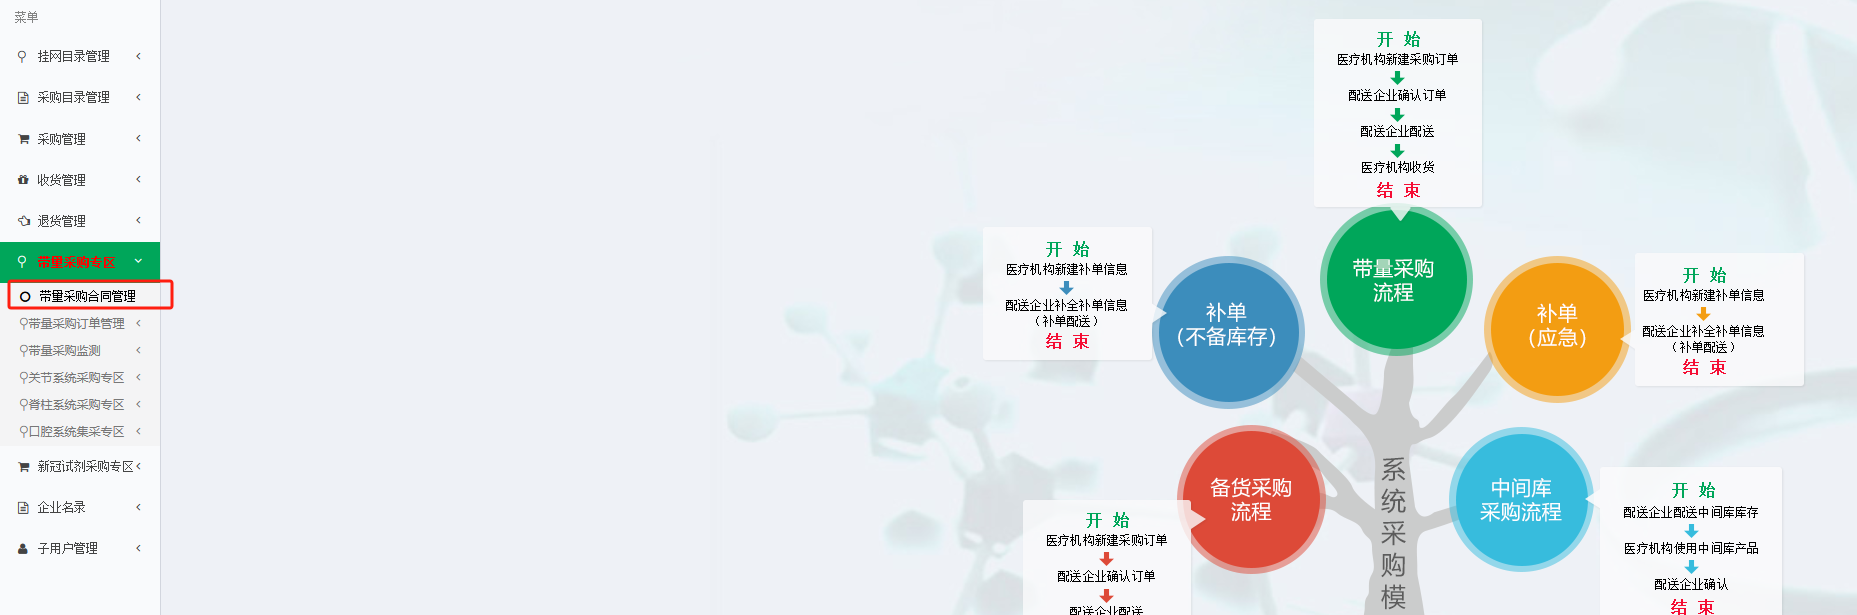 菜单
挂网目录管理
采购目录管理
采购管理
收货管理
退货管理
带量采购专区
带量采购合同管理
带量采购订单管理
带量采购监测
关节系统采购专区
脊柱系统采购专区
口腔系统集采专区
新冠试剂采购专区
企业名录
子用户管理
开 始
医疗机构新建采购订单
配送企业确认订单
配送企业配送
医疗机构收货
结 束
带量采购
流程
开 始
医疗机构新建补单信息
配送企业补全补单信息
（补单配送）
结 束
补单
（不备库存）
补单
（应急）
开 始
医疗机构新建补单信息
配送企业补全补单信息
（补单配送）
结 束
备货采购
流程
开 始
医疗机构新建采购订单
配送企业确认订单
配送企业配送
系统采购模
中间库
采购流程
开 始
配送企业配送中间库库存
医疗机构使用中间库产品
配送企业确认
结 束